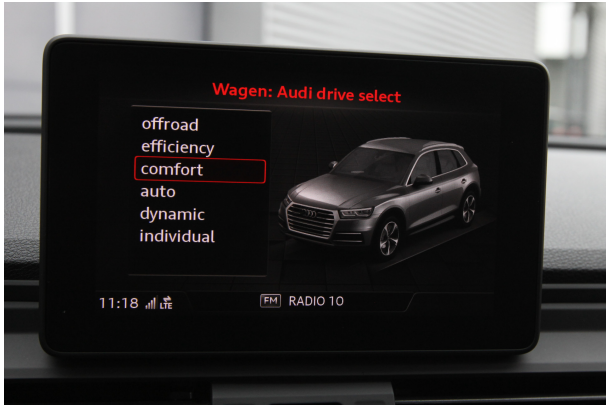 Wagen: Audi drive select
offroad
efficiency
comfort
auto
dynamic
individual
11:18 LTE FM RADIO 10